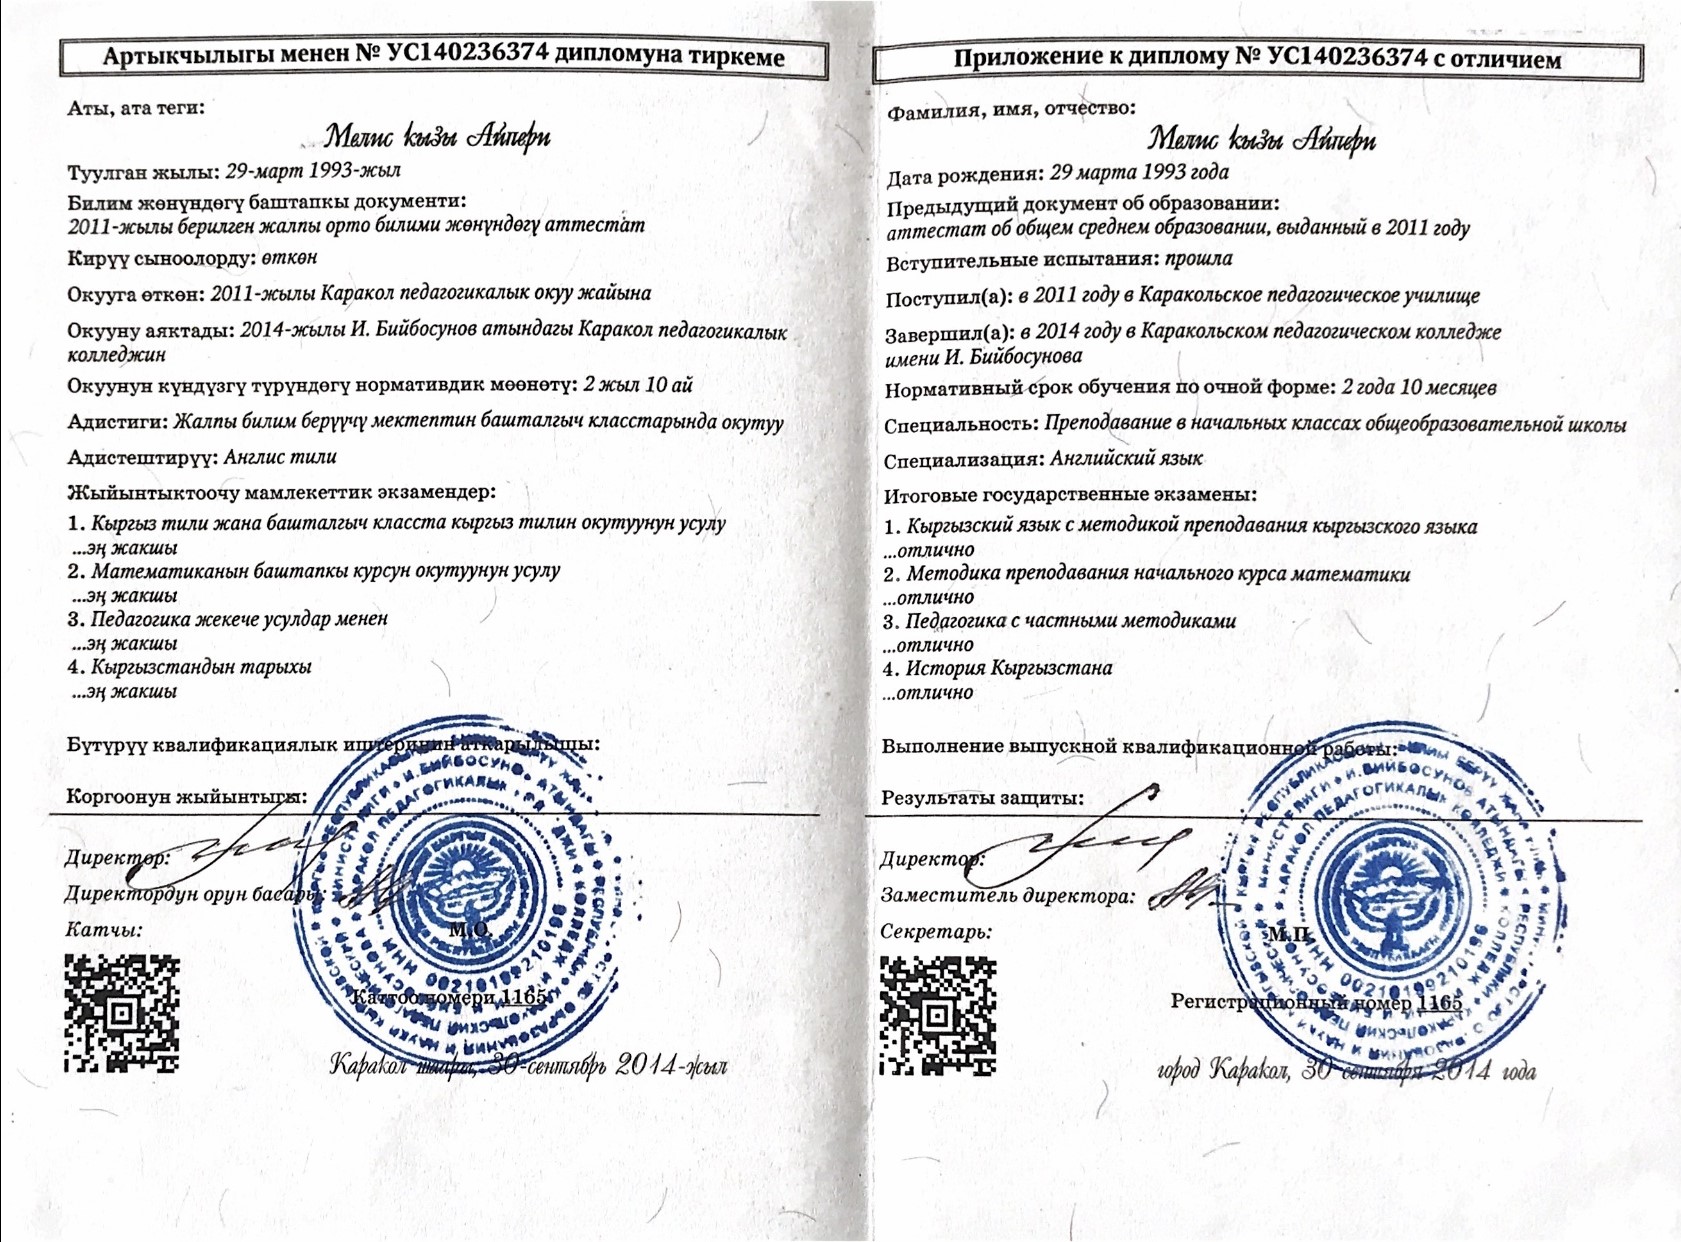 Артыкчылыгы менен № УС140236374 дипломуна тиркеме
Аты, ата теги:
Мелис кызы Айпери
Туулган жылы: 29-март 1993-жыл
Билим жөнүндөгү баштапкы документи:
2011-жылы берилген жалпы орто билими жөнүндөгү аттестат
Кирүү сыноолорду: өткөн
Окууга өткөн: 2011-жылы Каракол педагогикалык окуу жайына
Окууну аяктады: 2014-жылы И. Бийбосунов атындагы Каракол педагогикалык
колледжин
Окуунун күндүзгү түрүндөгү нормативдик мөөнөтү: 2 жыл 10 ай
Адистиги: Жалпы билим берүүчү мектептин башталгыч класстарында окутуу
Адистештирүү: Англис тили
Жыйынтыктоочу мамлекеттик экзамендер:
1. Кыргыз тили жана башталгыч класста кыргыз тилин окутуунун усулу
...эң жакшы
2. Математиканын баштапкы курсун окутуунун усулу
...эң жакшы
3. Педагогика жекече усулдар менен
...эң жакшы
4. Кыргызстандын тарыхы
...эң жакшы
Бүтүрүү квалификациялык иштеринин аткарылышы:
Коргоонун жыйынтыгы:
Директор:
Директордун орун басары:
Катчы:
М.О.
Каттоо номери 1165
Каракол шаары, 30-сентябрь 2014-жыл
Приложение к диплому № УС140236374 с отличием
Фамилия, имя, отчество:
Мелис кызы Айпери
Дата рождения: 29 марта 1993 года
Предыдущий документ об образовании:
аттестат об общем среднем образовании, выданный в 2011 году
Вступительные испытания: прошла
Поступил(а): в 2011 году в Каракольское педагогическое училище
Завершил(а): в 2014 году в Каракольском педагогическом колледже
имени И. Бийбосунова
Нормативный срок обучения по очной форме: 2 года 10 месяцев
Специальность: Преподавание в начальных классах общеобразовательной школы
Специализация: Английский язык
Итоговые государственные экзамены:
1. Кыргызский язык с методикой преподавания кыргызского языка
...отлично
2. Методика преподавания начального курса математики
...отлично
3. Педагогика с частными методиками
...отлично
4. История Кыргызстана
...отлично
Выполнение выпускной квалификационной работы:
Результаты защиты:
Директор:
Заместитель директора:
Секретарь:
М.П.
Регистрационный номер 1165
город Каракол, 30 сентября 2014 года
И. БИЙБОСУНОВ АТЫНДАГЫ
КАРАКОЛ ПЕДАГОГИКАЛЫК КОЛЛЕДЖИ
ИНН 00210199210196